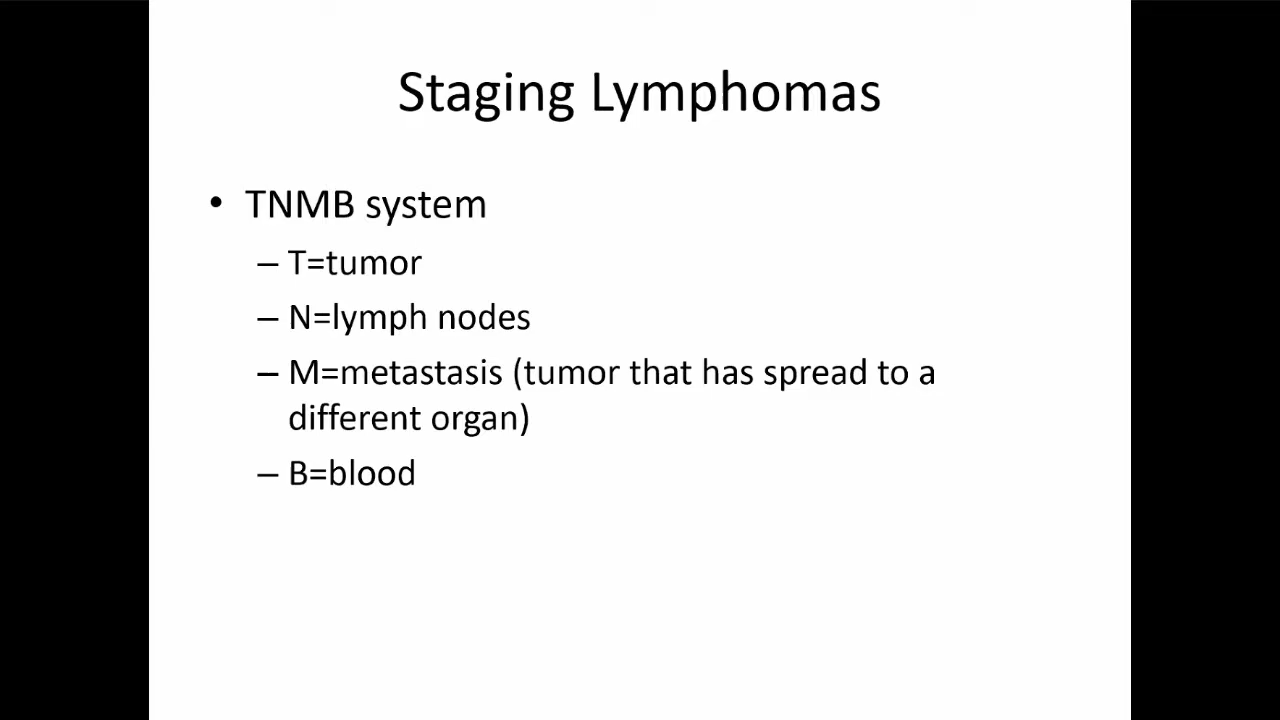 Staging Lymphomas
• TNMB system
– T=tumor
– N=lymph nodes
– M=metastasis (tumor that has spread to a
different organ)
– B=blood